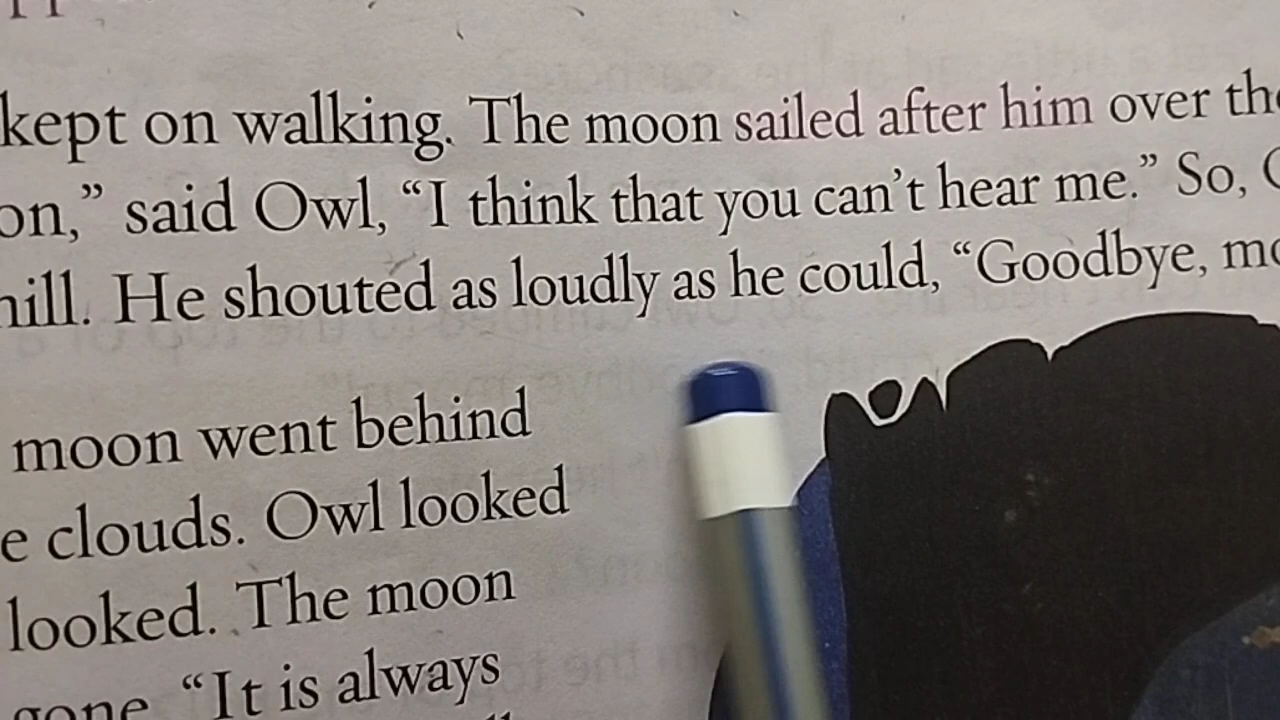 kept on walking. The moon sailed after him over the
on,” said Owl, “I think that you can’t hear me.” So,
hill. He shouted as loudly as he could, “Goodbye,
moon went behind
clouds. Owl looked
looked. The moon
gone. “It is always